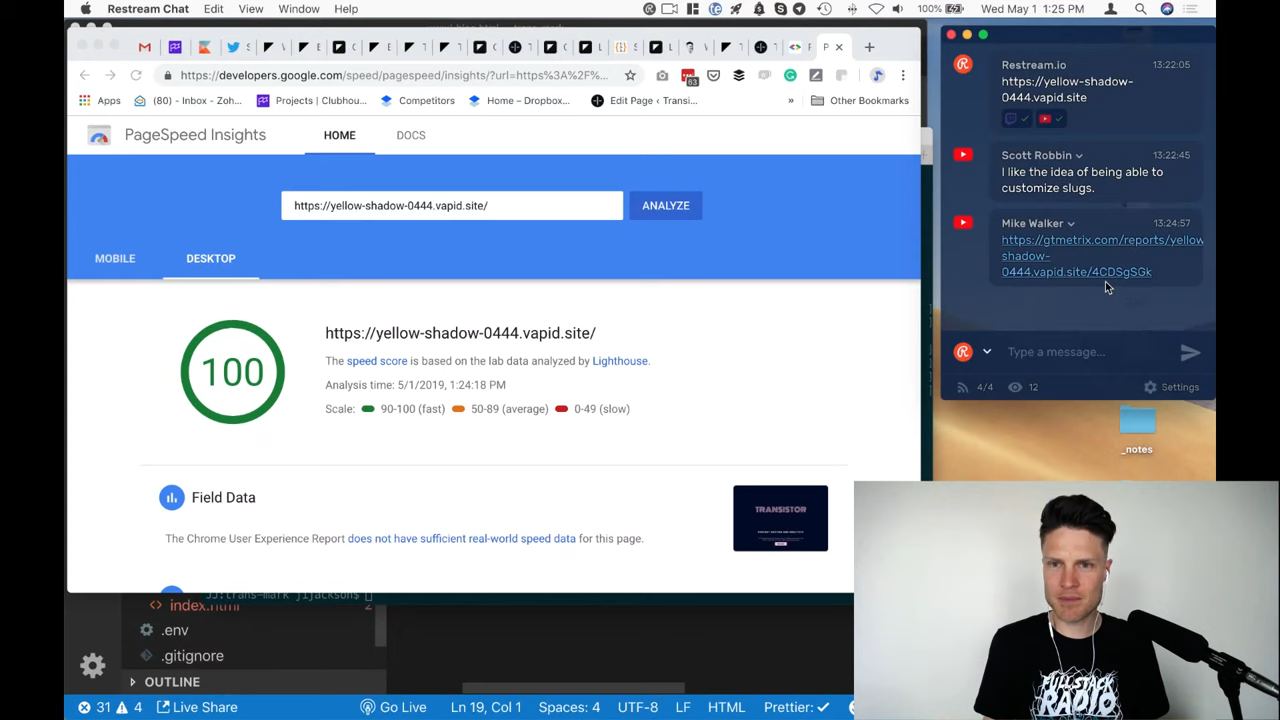 Restream Chat Edit View Window Help 100% Wed May 1 1:25 PM
https://developers.google.com/speed/pagespeed/insights/?url=https%3A%2F%... 63
Apps (80) - Inbox - Zoh... Projects | Clubhou... Competitors Home – Dropbox... Edit Page ‹ Transi... » Other Bookmarks
PageSpeed Insights HOME DOCS
https://yellow-shadow-0444.vapid.site/ ANALYZE
MOBILE DESKTOP
100
https://yellow-shadow-0444.vapid.site/
The speed score is based on the lab data analyzed by Lighthouse.
Analysis time: 5/1/2019, 1:24:18 PM
Scale: 90-100 (fast) 50-89 (average) 0-49 (slow)
Field Data
The Chrome User Experience Report does not have sufficient real-world speed data for this page.
TRANSISTOR
Restream.io 13:22:05
https://yellow-shadow-
0444.vapid.site
Scott Robbin 13:22:45
I like the idea of being able to
customize slugs.
Mike Walker 13:24:57
https://gtmetrix.com/reports/yellow
shadow-
0444.vapid.site/4CDSgSGk
Type a message...
4/4 12 Settings
_notes
JJ:trans-mark jijackson$
index.html 2
.env
.gitignore
OUTLINE
31 4 Live Share Go Live Ln 19, Col 1 Spaces: 4 UTF-8 LF HTML Prettier: ✓
FULLSTACK
RADIO